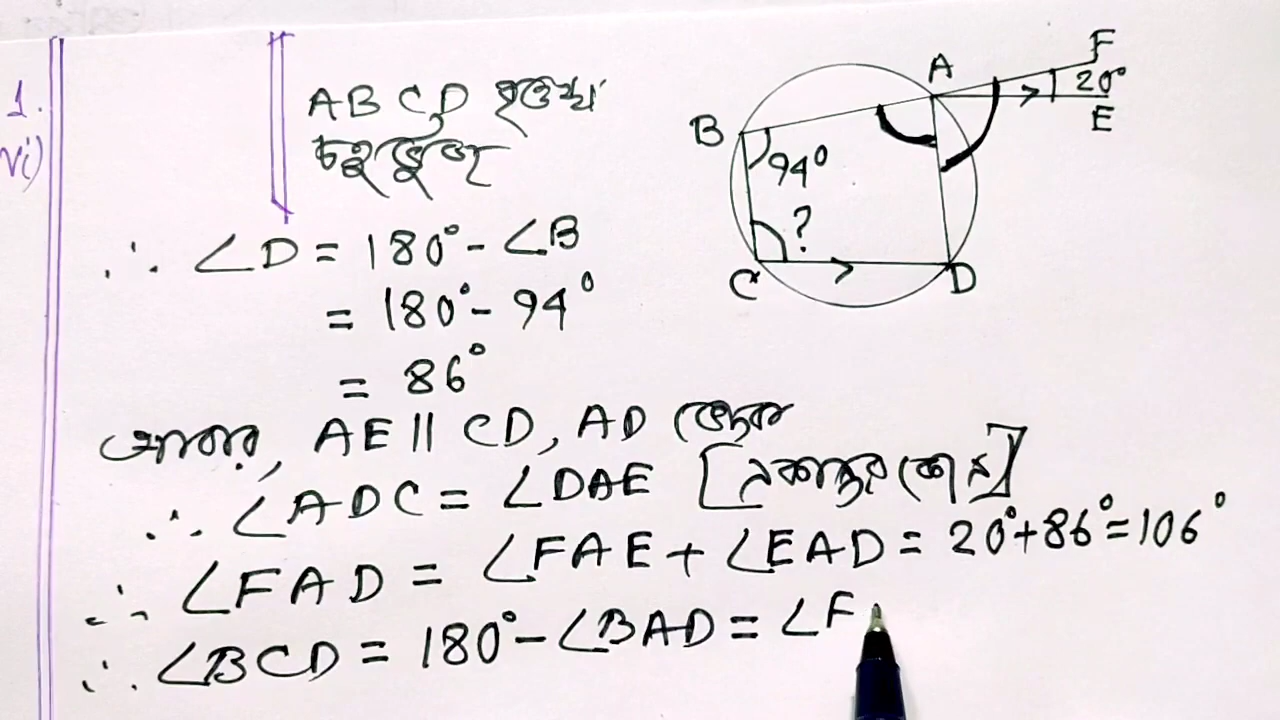 1.
vi)
ABCD বৃত্তস্থ
চতুর্ভুজ
∴ ∠D = 180° - ∠B
= 180° - 94°
= 86°
আবার, AE || CD, AD ছেদক
∴ ∠ADC = ∠DAE [একান্তর কোণ]
∴ ∠FAD = ∠FAE + ∠EAD = 20° + 86° = 106°
∴ ∠BCD = 180° - ∠BAD = ∠F
A
F
20°
E
B
94°
?
C
D